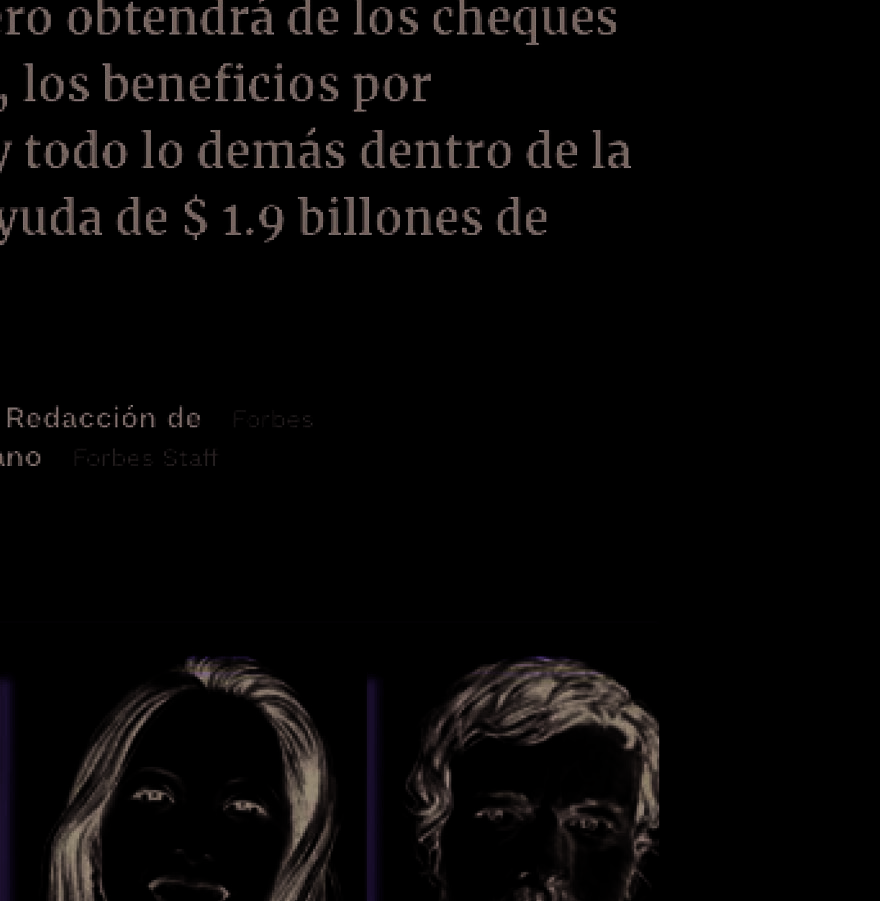 ro obtendrá de los cheques
, los beneficios por
y todo lo demás dentro de la
yuda de $ 1.9 billones de
Redacción de Forbes
ano Forbes Staff